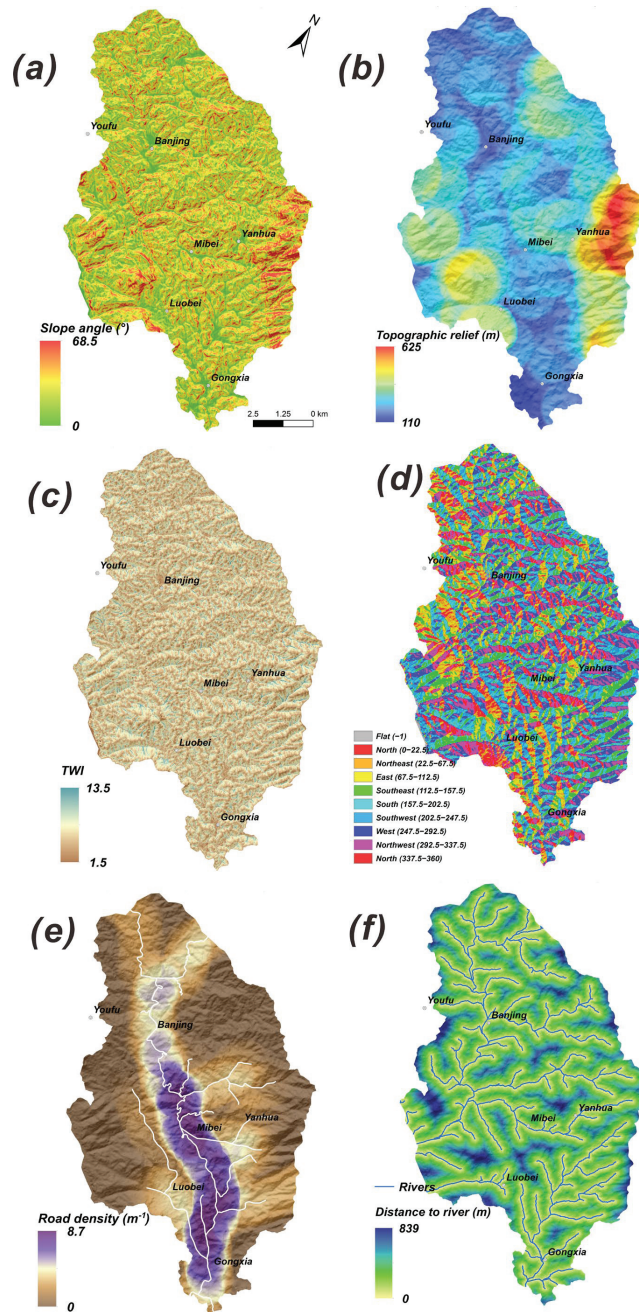 (a)
N
Youfu
Banjing
Mibei
Yanhua
Luobei
Slope angle (°)
68.5
0
Gongxia
2.5 1.25 0 km
(b)
Youfu
Banjing
Yanhua
Mibei
Luobei
Topographic relief (m)
625
110
Gongxia
(c)
Youfu
Banjing
Mibei
Yanhua
Luobei
TWI
13.5
1.5
Gongxia
(d)
Youfu
Banjing
Yanhua
Mibei
Luobei
Flat (−1)
North (0−22.5)
Northeast (22.5−67.5)
East (67.5−112.5)
Southeast (112.5−157.5)
South (157.5−202.5)
Southwest (202.5−247.5)
West (247.5−292.5)
Northwest (292.5−337.5)
North (337.5−360)
Gongxia
(e)
Youfu
Banjing
Yanhua
Mibei
Luobei
Road density (m⁻¹)
8.7
0
Gongxia
(f)
Youfu
Banjing
Yanhua
Mibei
Luobei
Rivers
Distance to river (m)
839
0
Gongxia